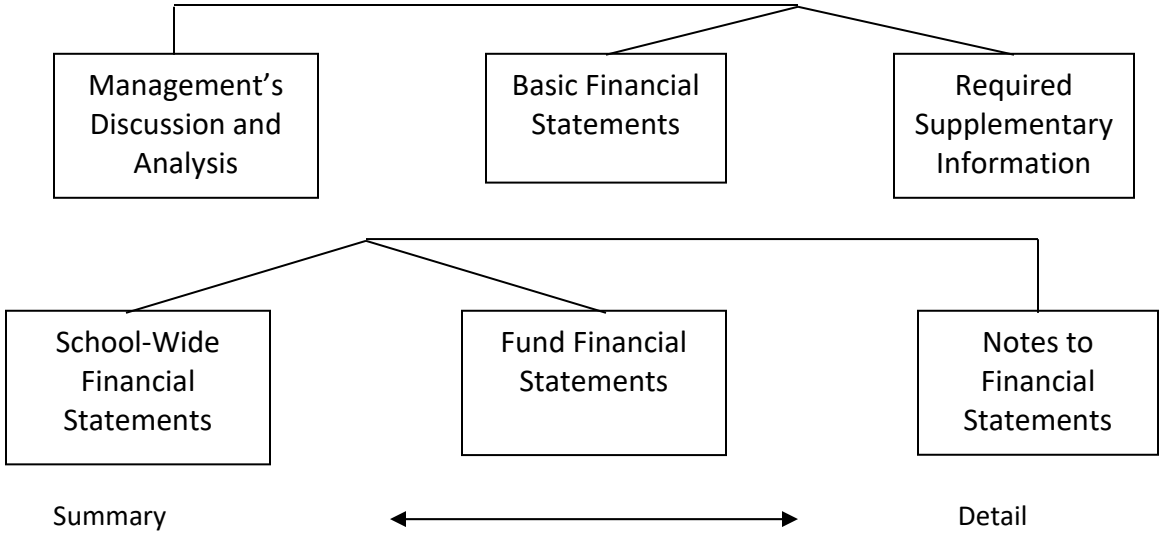 Management’s
Discussion and
Analysis
Basic Financial
Statements
Required
Supplementary
Information
School-Wide
Financial
Statements
Fund Financial
Statements
Notes to
Financial
Statements
Summary
Detail